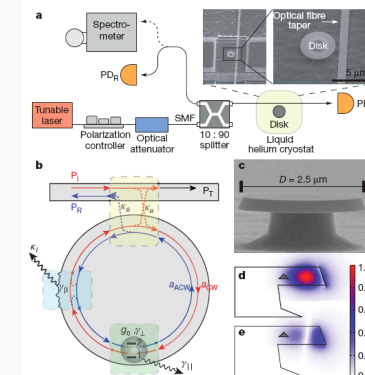 a
Spectro-
meter
Optical fibre
taper
Disk
5 µm
PD_R
Tunable
laser
Polarization
controller
Optical
attenuator
SMF
10 : 90
splitter
Disk
Liquid
helium cryostat
b
P_i
P_R
P_T
κ_e κ_e
κ_i
γ_β
a_ACW
a_CW
g_0, γ_⊥
γ_||
c
D = 2.5 µm
d
e